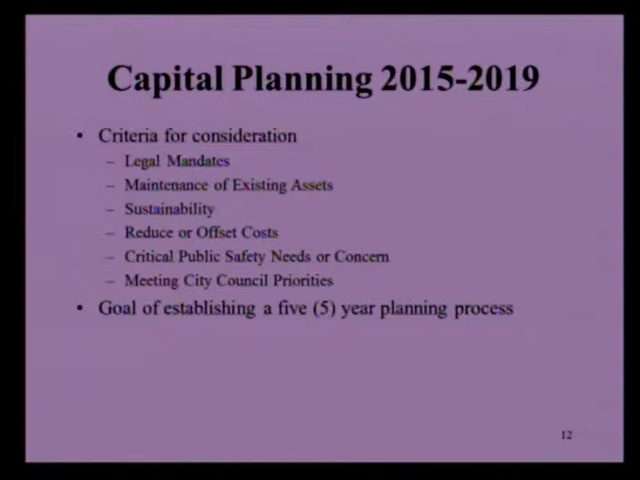 Capital Planning 2015-2019
• Criteria for consideration
– Legal Mandates
– Maintenance of Existing Assets
– Sustainability
– Reduce or Offset Costs
– Critical Public Safety Needs or Concern
– Meeting City Council Priorities
• Goal of establishing a five (5) year planning process
12